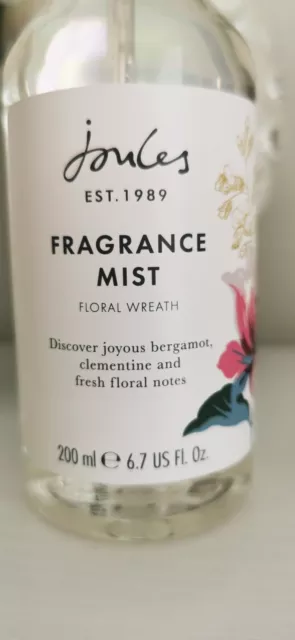 joules
EST. 1989
FRAGRANCE
MIST
FLORAL WREATH
Discover joyous bergamot,
clementine and
fresh floral notes
200 ml ℮ 6.7 US Fl. Oz.